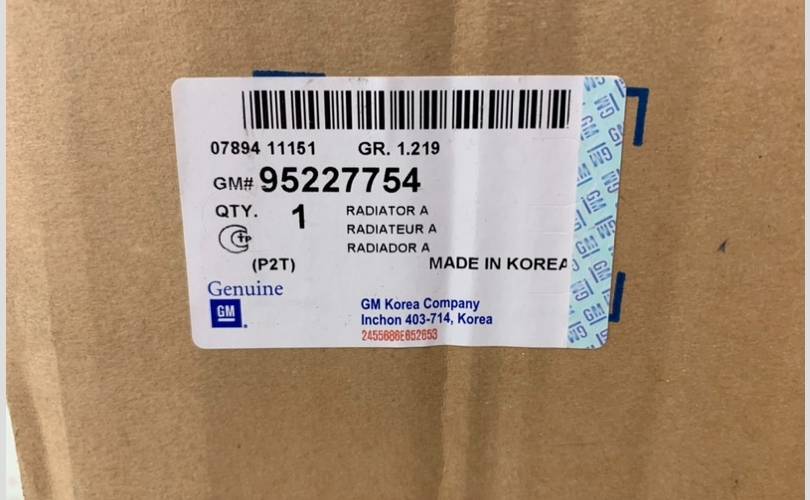 07894 11151 GR. 1.219
GM# 95227754
QTY. 1 RADIATOR A
RADIATEUR A
RADIADOR A
(P2T) MADE IN KOREA
Genuine
GM
GM Korea Company
Inchon 403-714, Korea